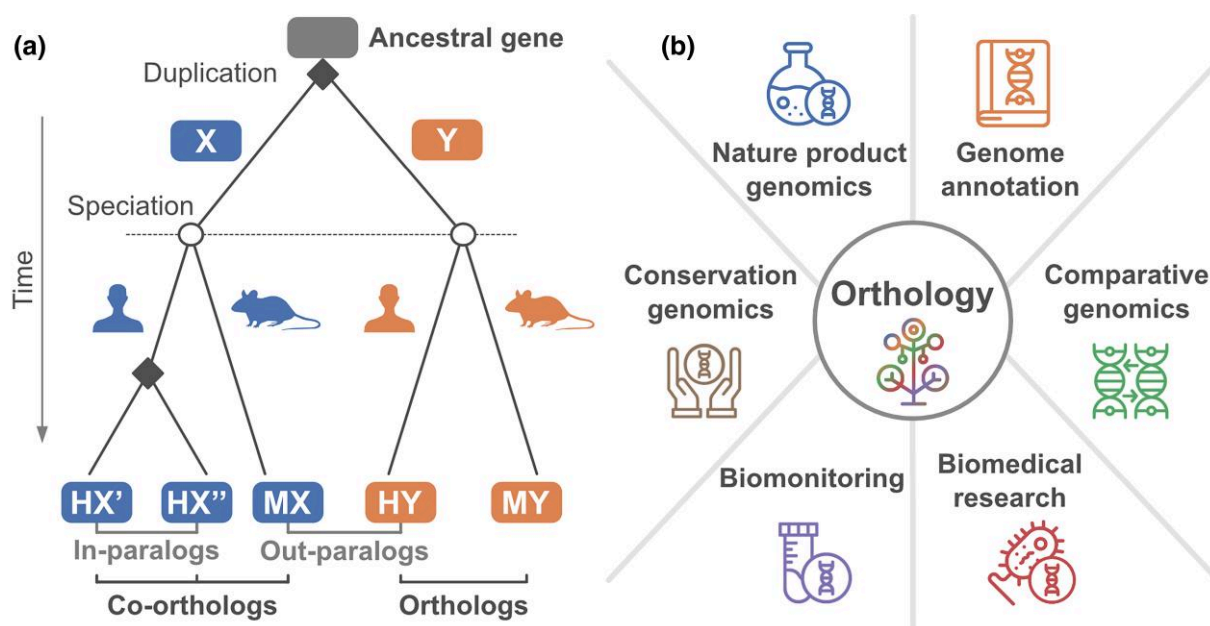 (a)
Ancestral gene
Duplication
X
Y
Speciation
Time
HX’
HX’’
MX
HY
MY
In-paralogs
Out-paralogs
Co-orthologs
Orthologs
(b)
Nature product
genomics
Genome
annotation
Conservation
genomics
Orthology
Comparative
genomics
Biomonitoring
Biomedical
research